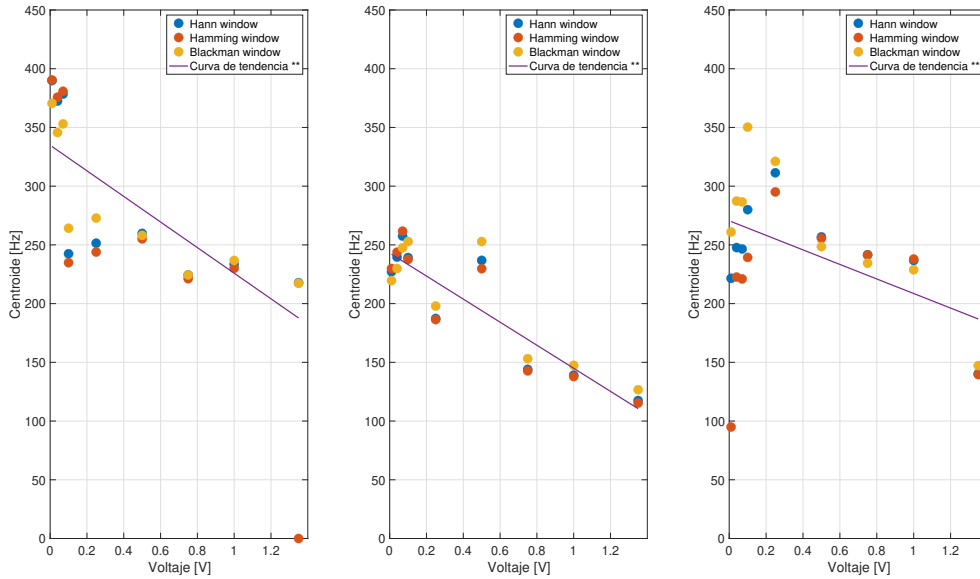 Hann window
Hamming window
Blackman window
Curva de tendencia **
450
400
350
300
250
200
150
100
50
0
Centroide [Hz]
0 0.2 0.4 0.6 0.8 1 1.2
Voltaje [V]
Hann window
Hamming window
Blackman window
Curva de tendencia **
450
400
350
300
250
200
150
100
50
0
Centroide [Hz]
0 0.2 0.4 0.6 0.8 1 1.2
Voltaje [V]
Hann window
Hamming window
Blackman window
Curva de tendencia **
450
400
350
300
250
200
150
100
50
0
Centroide [Hz]
0 0.2 0.4 0.6 0.8 1 1.2
Voltaje [V]